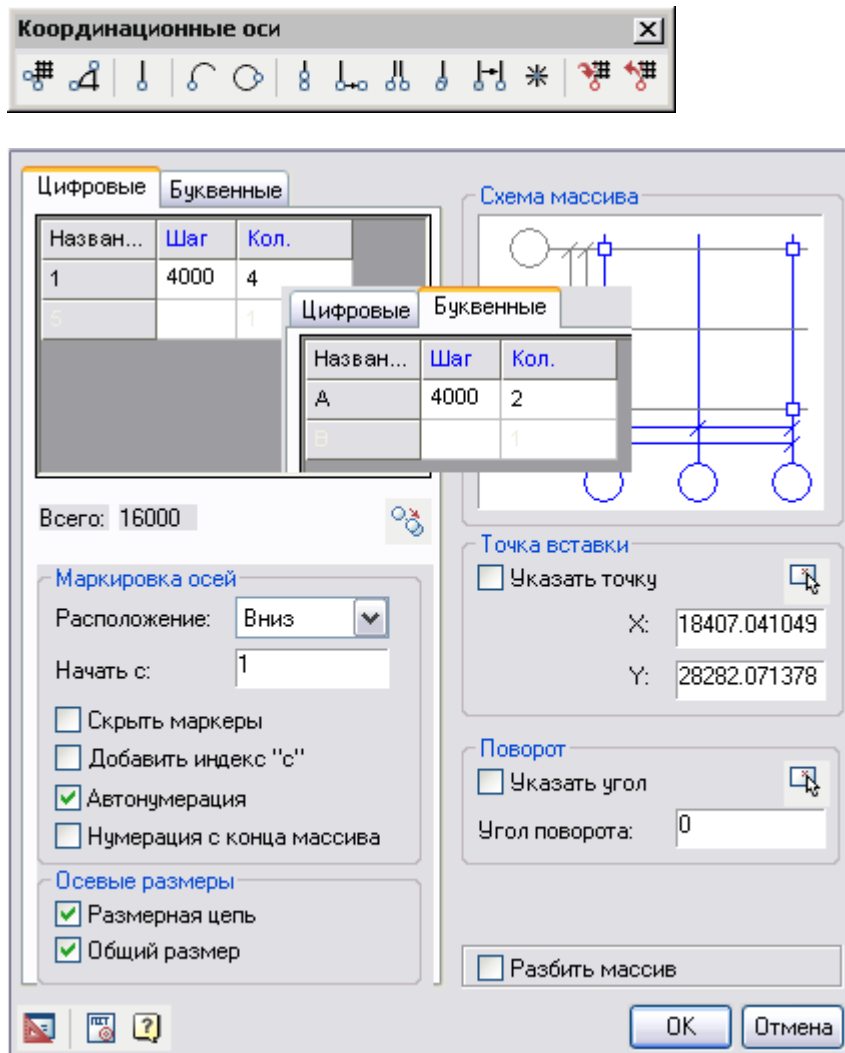 Координационные оси
Цифровые Буквенные
Назван... Шаг Кол.
1 4000 4
5 1
Цифровые Буквенные
Назван... Шаг Кол.
А 4000 2
В 1
Всего: 16000
Маркировка осей
Расположение: Вниз
Начать с: 1
Скрыть маркеры
Добавить индекс "с"
Автонумерация
Нумерация с конца массива
Осевые размеры
Размерная цепь
Общий размер
Схема массива
Точка вставки
Указать точку
X: 18407.041049
Y: 28282.071378
Поворот
Указать угол
Угол поворота: 0
Разбить массив
ОК Отмена